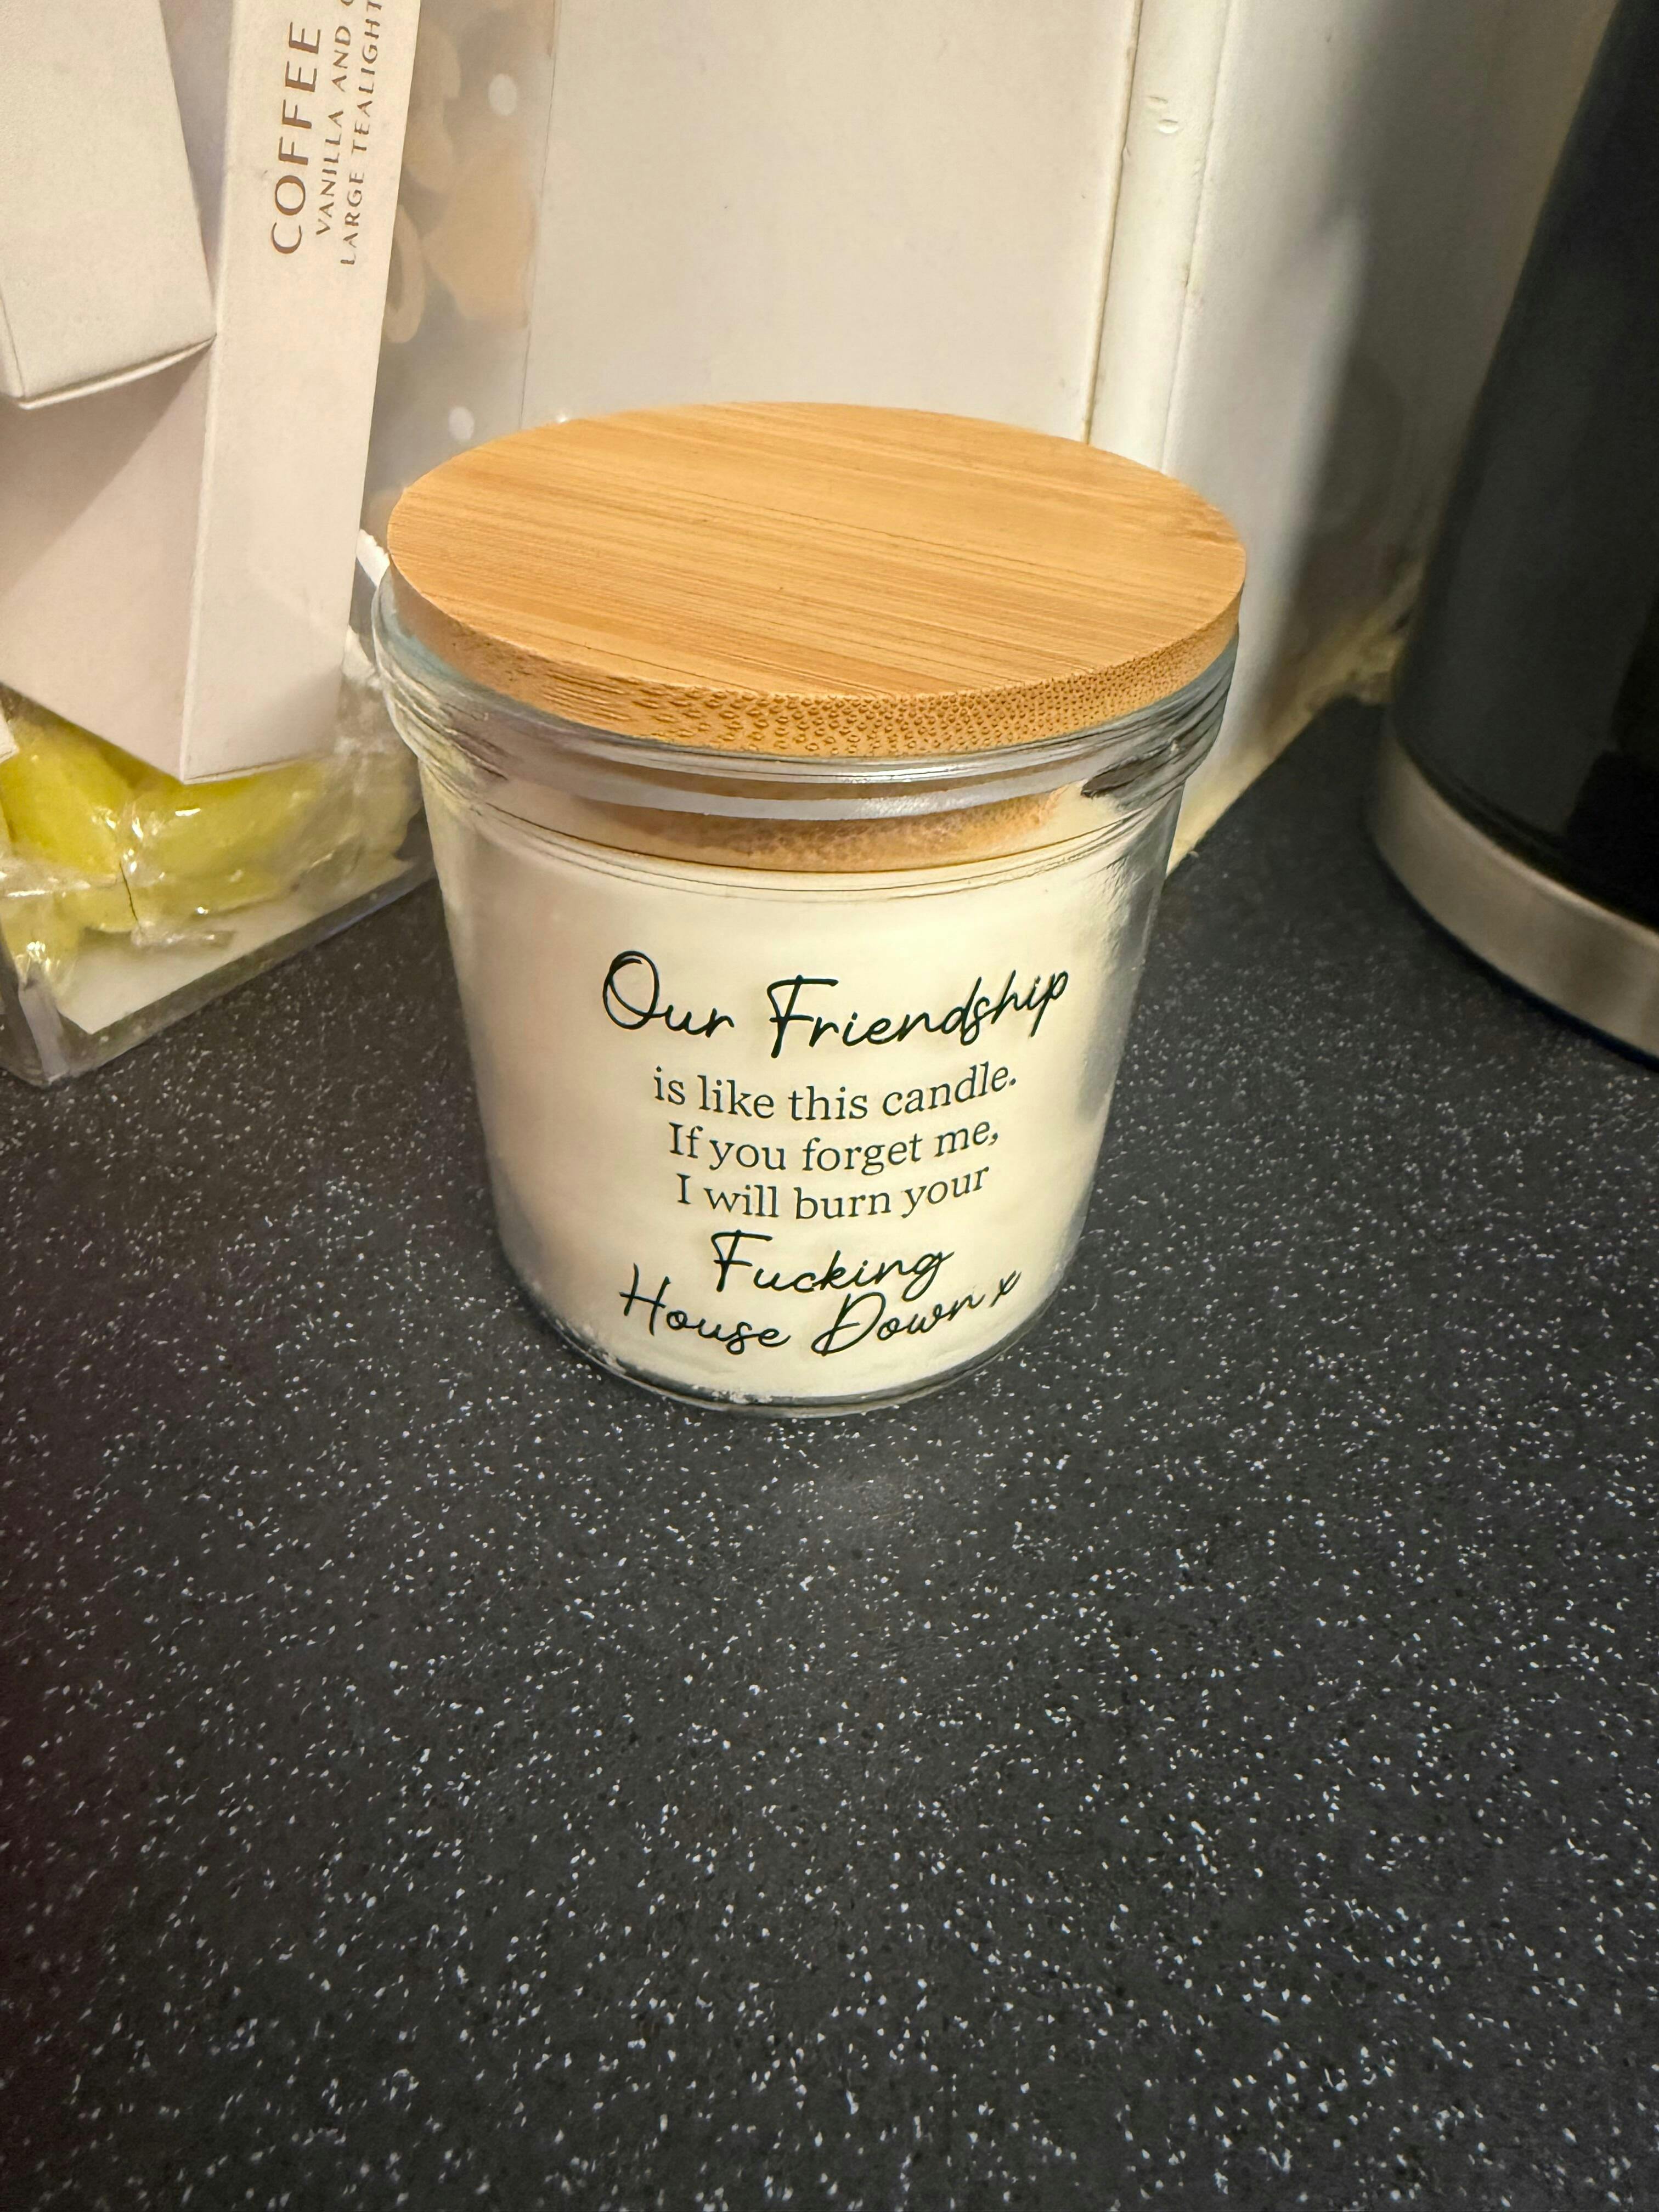 COFFEE
VANILLA AND
LARGE TEALIGHT
Our Friendship
is like this candle.
If you forget me,
I will burn your
Fucking
House Down x